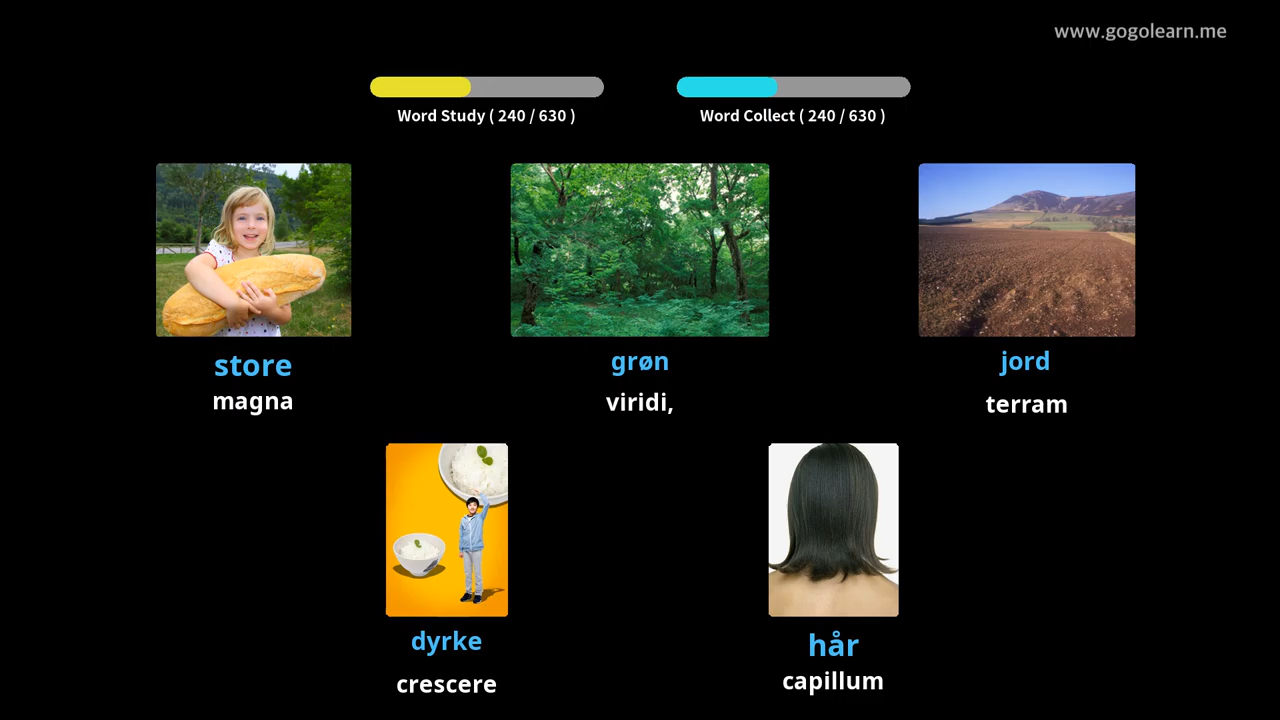 www.gogolearn.me
Word Study ( 240 / 630 )
Word Collect ( 240 / 630 )
store
magna
grøn
viridi,
jord
terram
dyrke
crescere
hår
capillum